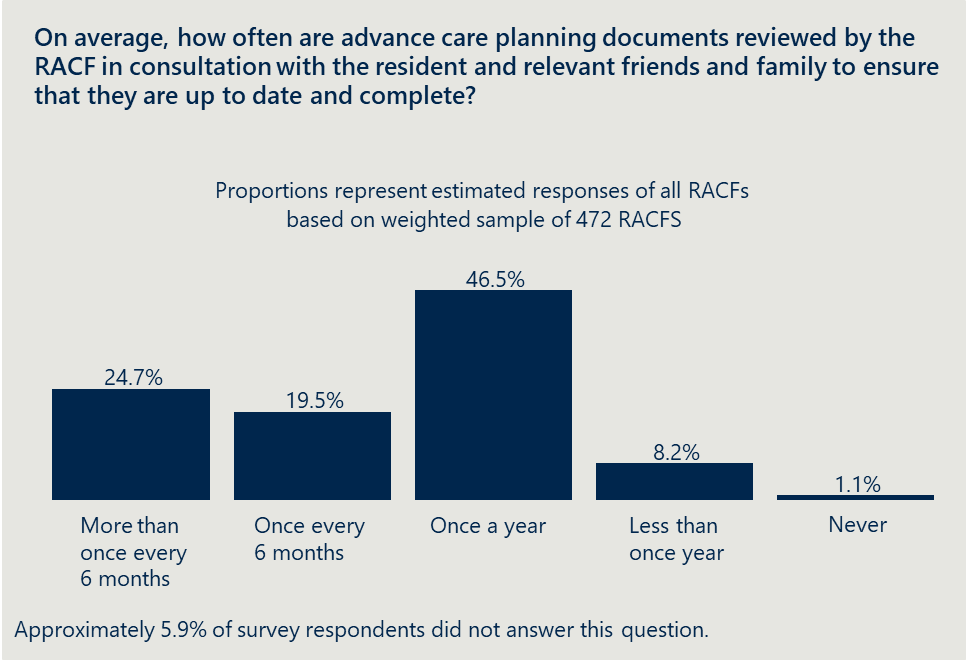 On average, how often are advance care planning documents reviewed by the
RACF in consultation with the resident and relevant friends and family to ensure
that they are up to date and complete?
Proportions represent estimated responses of all RACFs
based on weighted sample of 472 RACFS
46.5%
24.7%
19.5%
8.2%
1.1%
More than
once every
6 months
Once every
6 months
Once a year
Less than
once year
Never
Approximately 5.9% of survey respondents did not answer this question.